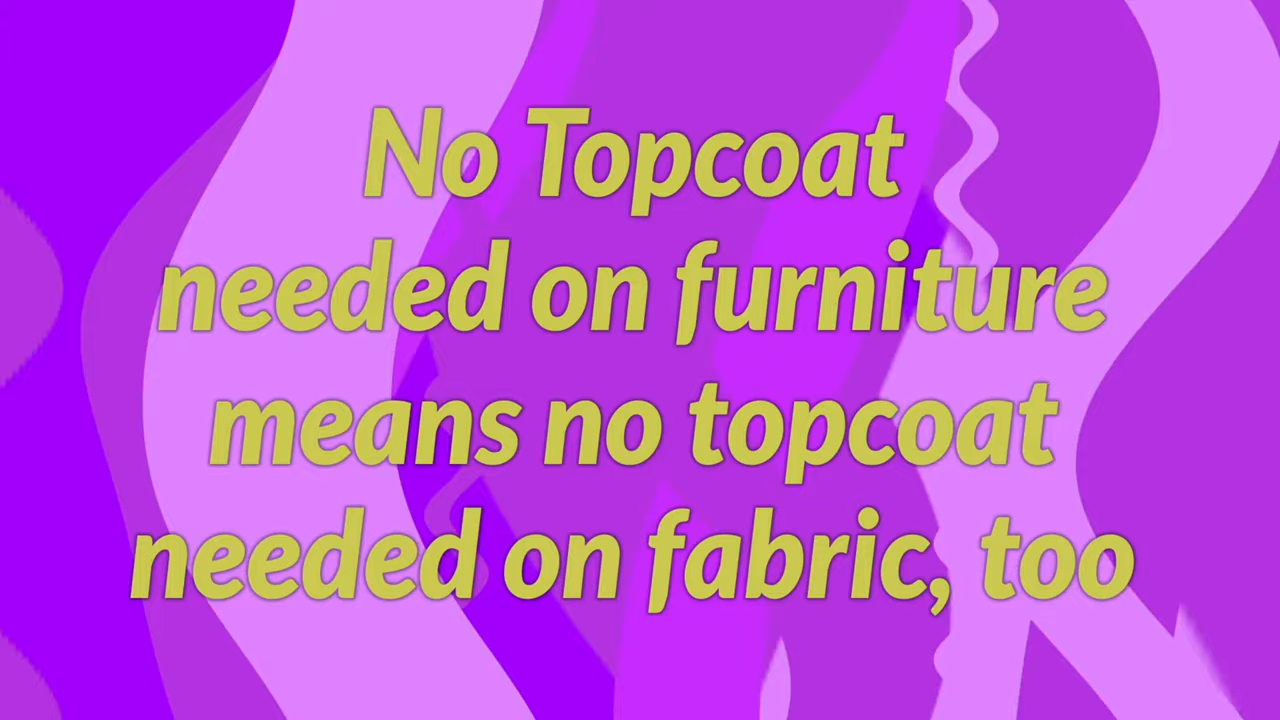 No Topcoat
needed on furniture
means no topcoat
needed on fabric, too